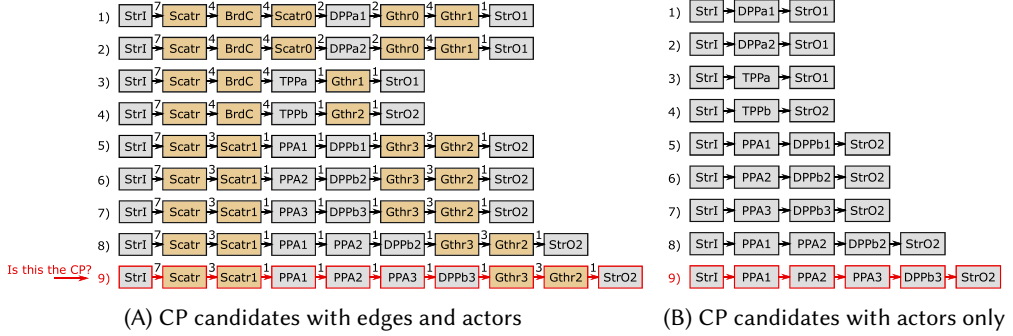 1) StrI 7 Scatr 4 BrdC 4 Scatr0 2 DPPa1 2 Gthr0 4 Gthr1 1 StrO1
2) StrI 7 Scatr 4 BrdC 4 Scatr0 2 DPPa2 2 Gthr0 4 Gthr1 1 StrO1
3) StrI 7 Scatr 4 BrdC 4 TPPa 1 Gthr1 1 StrO1
4) StrI 7 Scatr 4 BrdC 4 TPPb 1 Gthr2 1 StrO2
5) StrI 7 Scatr 3 Scatr1 1 PPA1 1 DPPb1 1 Gthr3 3 Gthr2 1 StrO2
6) StrI 7 Scatr 3 Scatr1 1 PPA2 1 DPPb2 1 Gthr3 3 Gthr2 1 StrO2
7) StrI 7 Scatr 3 Scatr1 1 PPA3 1 DPPb3 1 Gthr3 3 Gthr2 1 StrO2
8) StrI 7 Scatr 3 Scatr1 1 PPA1 1 PPA2 1 DPPb2 1 Gthr3 3 Gthr2 1 StrO2
Is this the CP?
9) StrI 7 Scatr 3 Scatr1 1 PPA1 1 PPA2 1 PPA3 1 DPPb3 1 Gthr3 3 Gthr2 1 StrO2
(A) CP candidates with edges and actors
1) StrI DPPa1 StrO1
2) StrI DPPa2 StrO1
3) StrI TPPa StrO1
4) StrI TPPb StrO2
5) StrI PPA1 DPPb1 StrO2
6) StrI PPA2 DPPb2 StrO2
7) StrI PPA3 DPPb3 StrO2
8) StrI PPA1 PPA2 DPPb2 StrO2
9) StrI PPA1 PPA2 PPA3 DPPb3 StrO2
(B) CP candidates with actors only